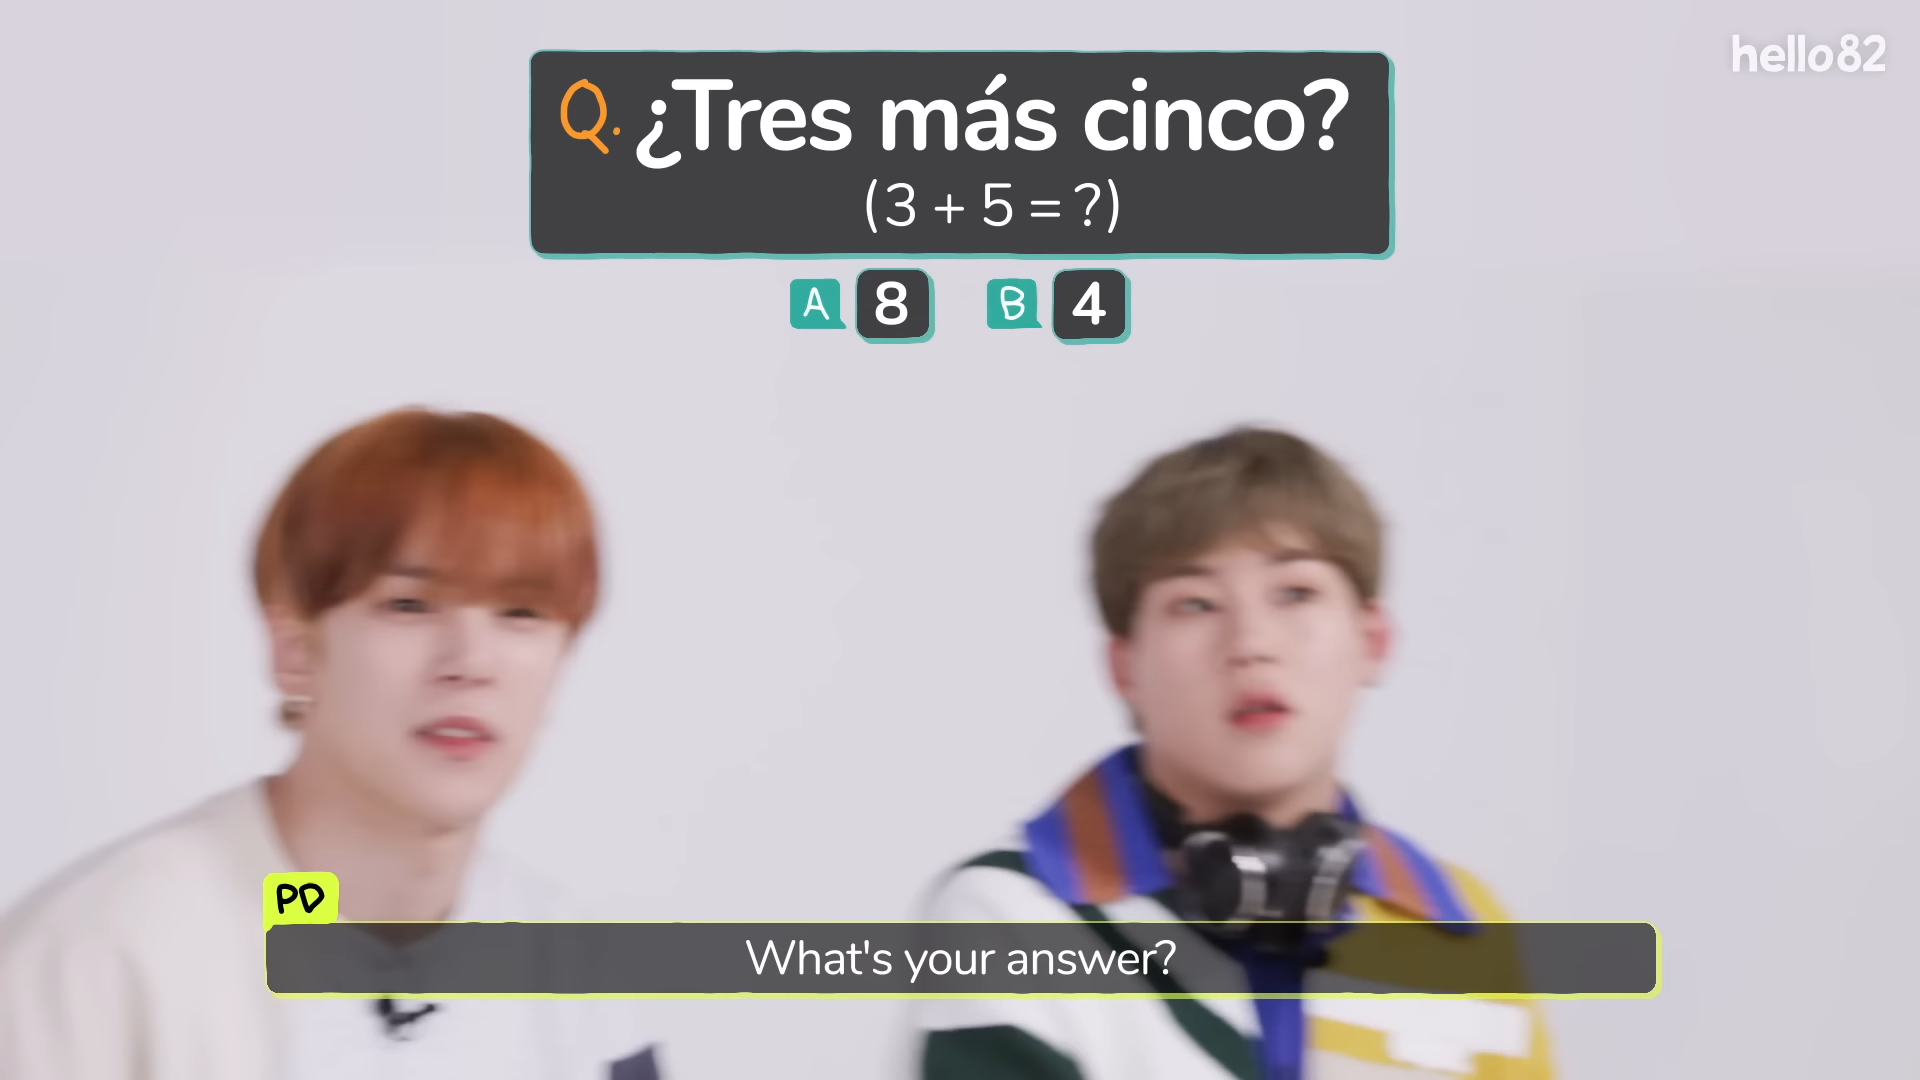 hello82
Q. ¿Tres más cinco?
(3 + 5 = ?)
A 8 B 4
PD
What's your answer?